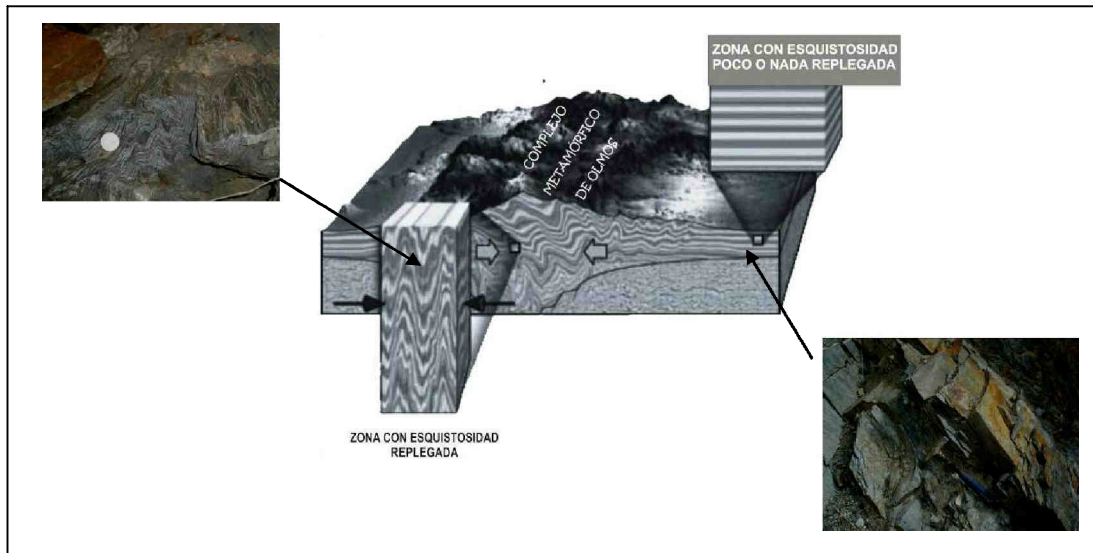 ZONA CON ESQUISTOSIDAD
POCO O NADA REPLEGADA
COMPLEJO
METAMÓRFICO
DE OLMOS
ZONA CON ESQUISTOSIDAD
REPLEGADA